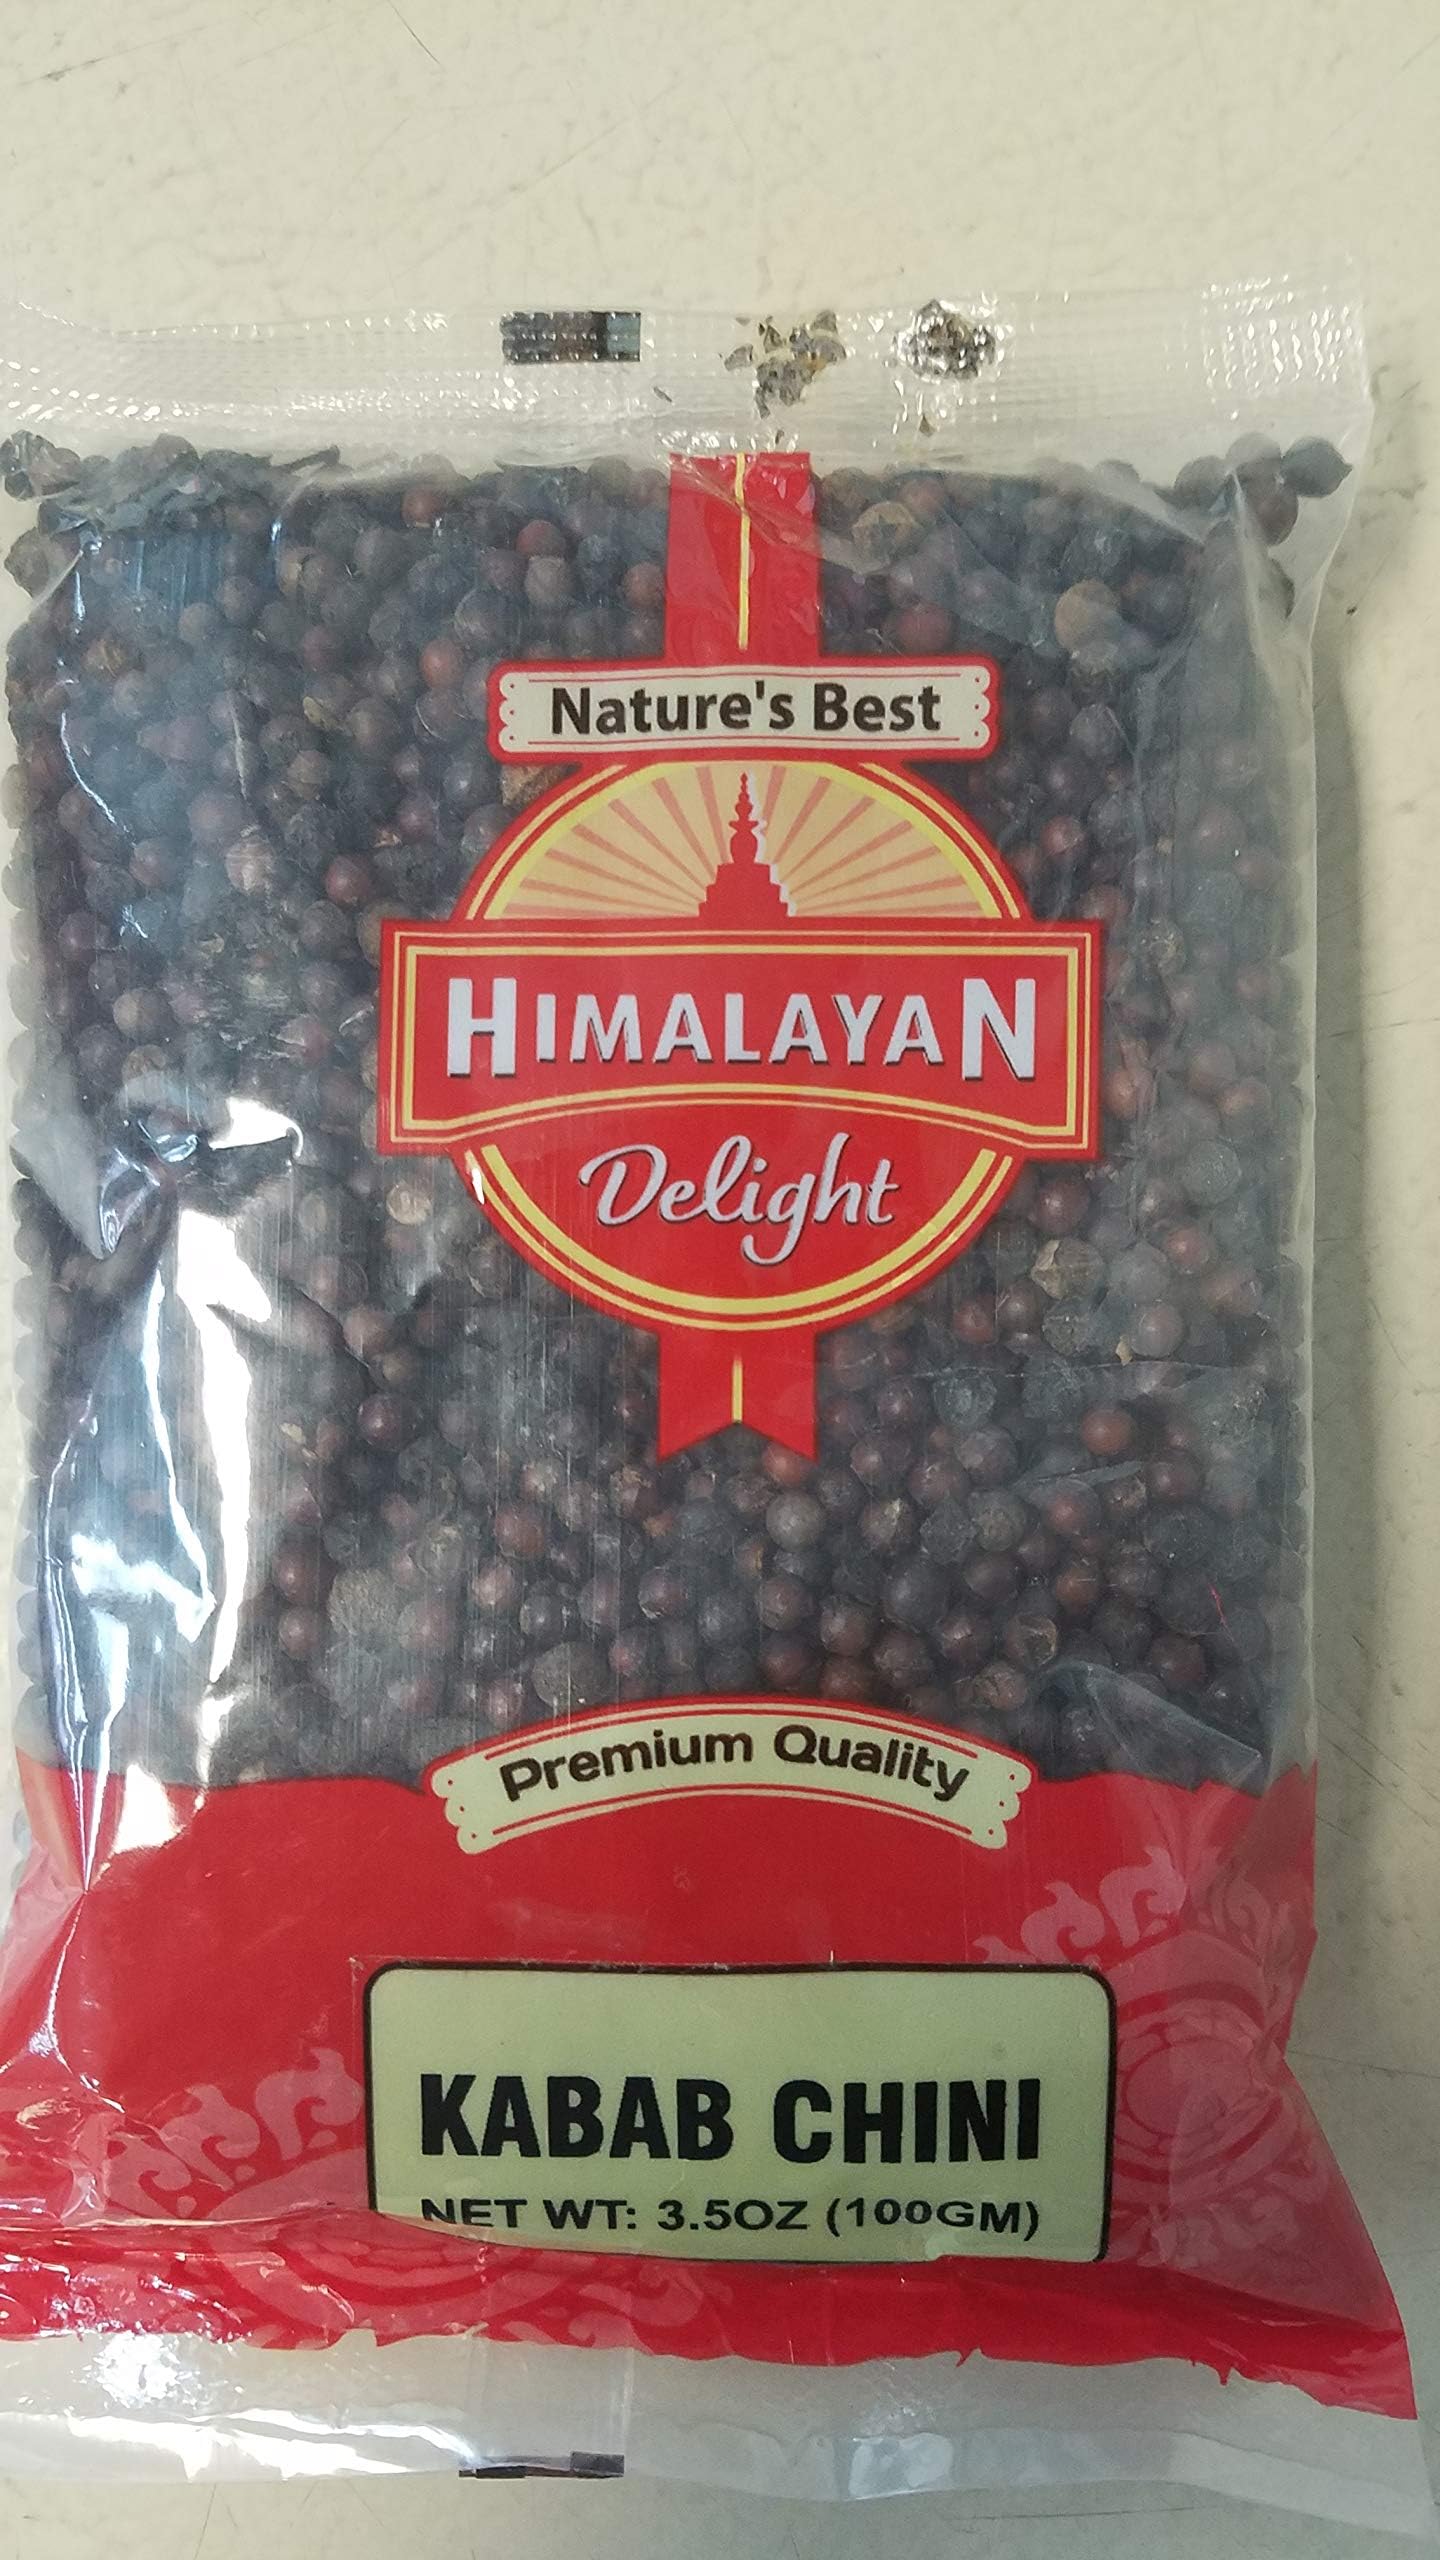 Nature's Best
HIMALAYAN
Delight
Premium Quality
KABAB CHINI
NET WT: 3.5OZ (100GM)